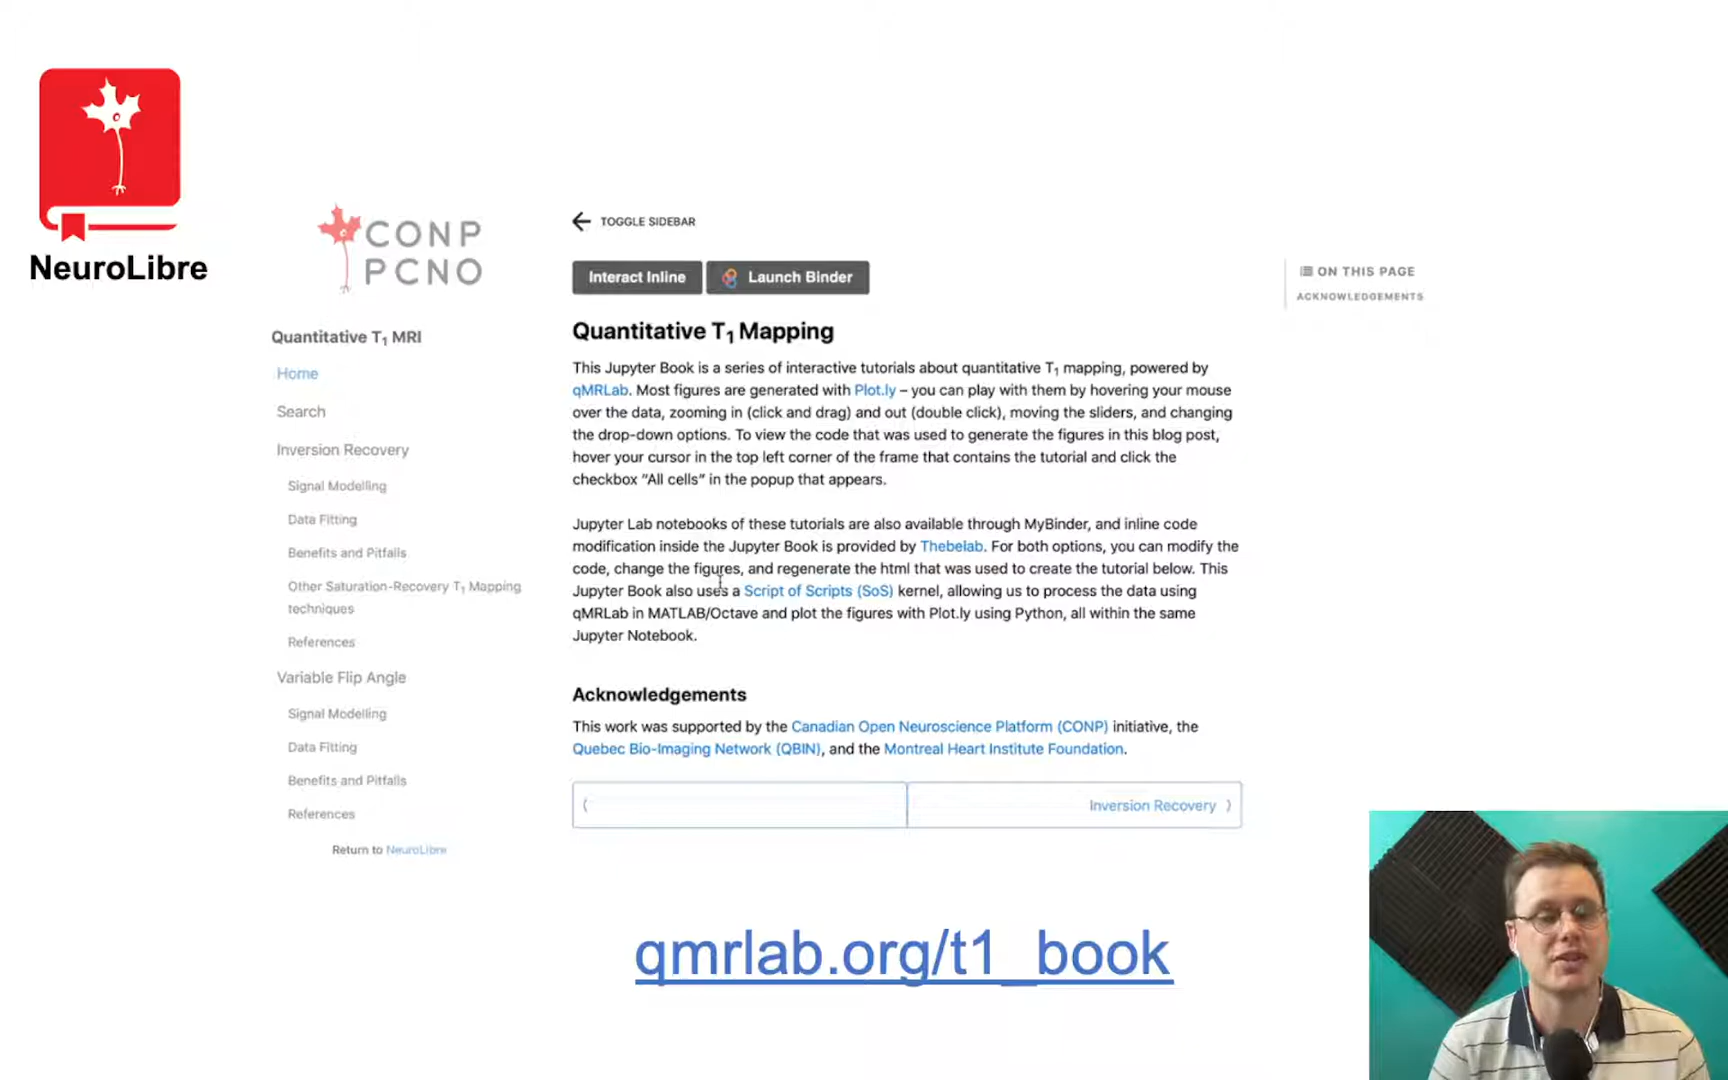 NeuroLibre
CONP
PCNO
Quantitative T1 MRI
Home
Search
Inversion Recovery
Signal Modelling
Data Fitting
Benefits and Pitfalls
Other Saturation-Recovery T1 Mapping
techniques
References
Variable Flip Angle
Signal Modelling
Data Fitting
Benefits and Pitfalls
References
Return to NeuroLibre
TOGGLE SIDEBAR
Interact Inline
Launch Binder
Quantitative T1 Mapping
This Jupyter Book is a series of interactive tutorials about quantitative T1 mapping, powered by
qMRLab. Most figures are generated with Plot.ly – you can play with them by hovering your mouse
over the data, zooming in (click and drag) and out (double click), moving the sliders, and changing
the drop-down options. To view the code that was used to generate the figures in this blog post,
hover your cursor in the top left corner of the frame that contains the tutorial and click the
checkbox “All cells” in the popup that appears.
Jupyter Lab notebooks of these tutorials are also available through MyBinder, and inline code
modification inside the Jupyter Book is provided by Thebelab. For both options, you can modify the
code, change the figures, and regenerate the html that was used to create the tutorial below. This
Jupyter Book also uses a Script of Scripts (SoS) kernel, allowing us to process the data using
qMRLab in MATLAB/Octave and plot the figures with Plot.ly using Python, all within the same
Jupyter Notebook.
Acknowledgements
This work was supported by the Canadian Open Neuroscience Platform (CONP) initiative, the
Quebec Bio-Imaging Network (QBIN), and the Montreal Heart Institute Foundation.
Inversion Recovery
ON THIS PAGE
ACKNOWLEDGEMENTS
qmrlab.org/t1_book